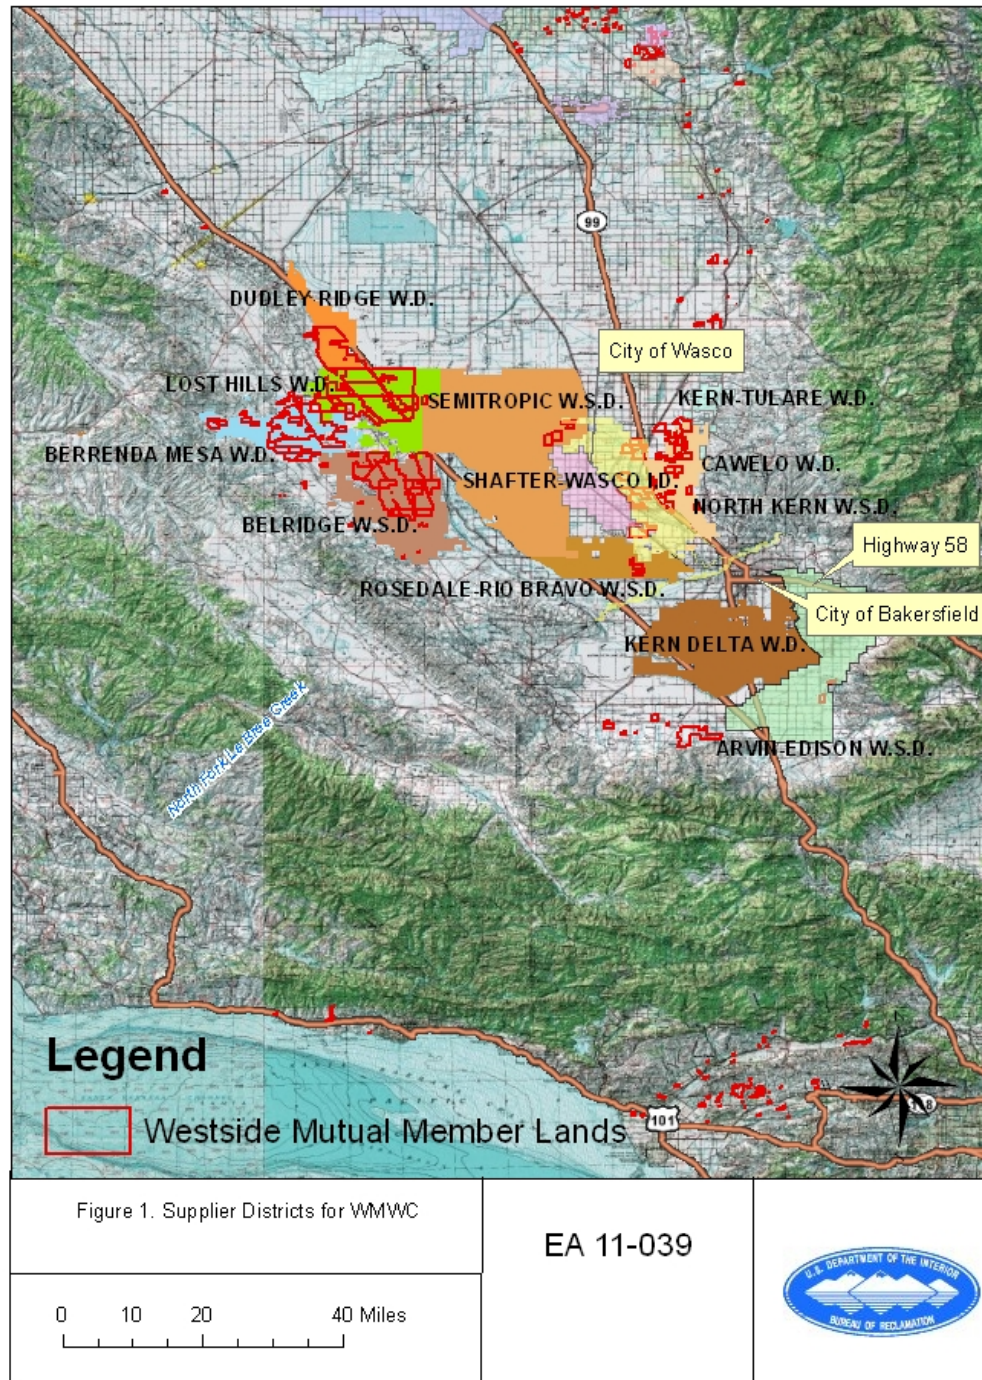 99
DUDLEY RIDGE W.D.
City of Wasco
LOST HILLS W.D.
SEMITROPIC W.S.D.
KERN-TULARE W.D.
BERRENDA MESA W.D.
CAWELO W.D.
SHAFTER-WASCO I.D.
NORTH KERN W.S.D.
BELRIDGE W.S.D.
Highway 58
ROSEDALE-RIO BRAVO W.S.D.
City of Bakersfield
KERN DELTA W.D.
North Fork Le Brae Creek
ARVIN-EDISON W.S.D.
Legend
Westside Mutual Member Lands
101
Figure 1. Supplier Districts for WMWC
EA 11-039
0 10 20 40 Miles
U.S. DEPARTMENT OF THE INTERIOR
BUREAU OF RECLAMATION